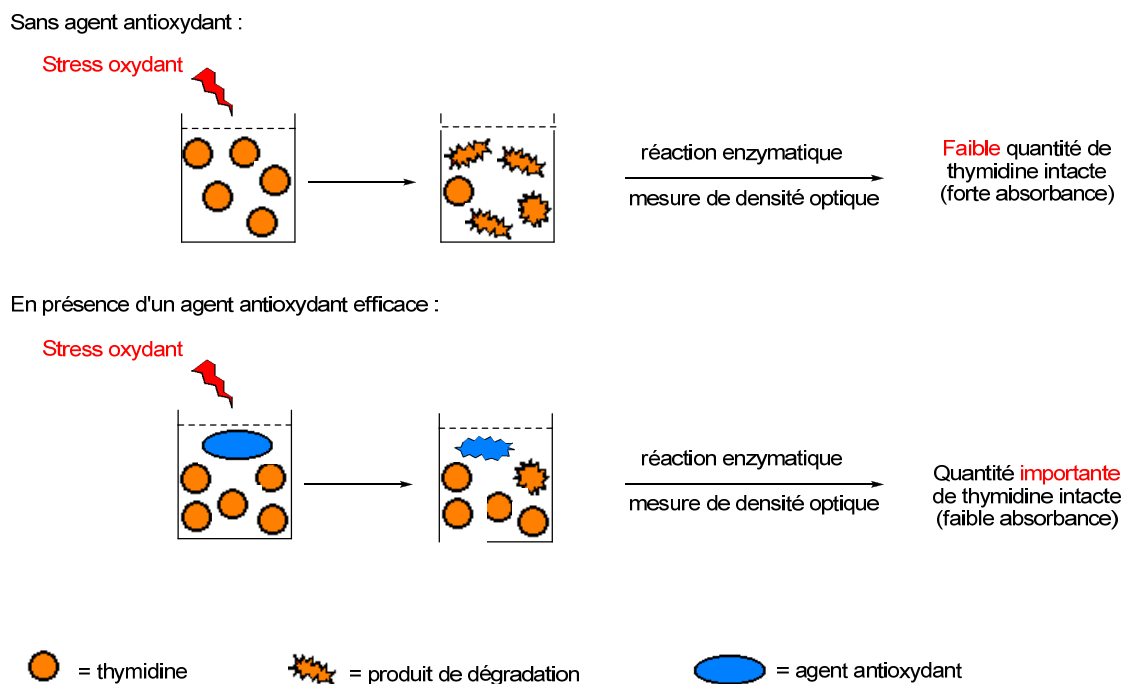 Sans agent antioxydant :
Stress oxydant
réaction enzymatique
mesure de densité optique
Faible quantité de
thymidine intacte
(forte absorbance)
En présence d'un agent antioxydant efficace :
Stress oxydant
réaction enzymatique
mesure de densité optique
Quantité importante
de thymidine intacte
(faible absorbance)
= thymidine
= produit de dégradation
= agent antioxydant